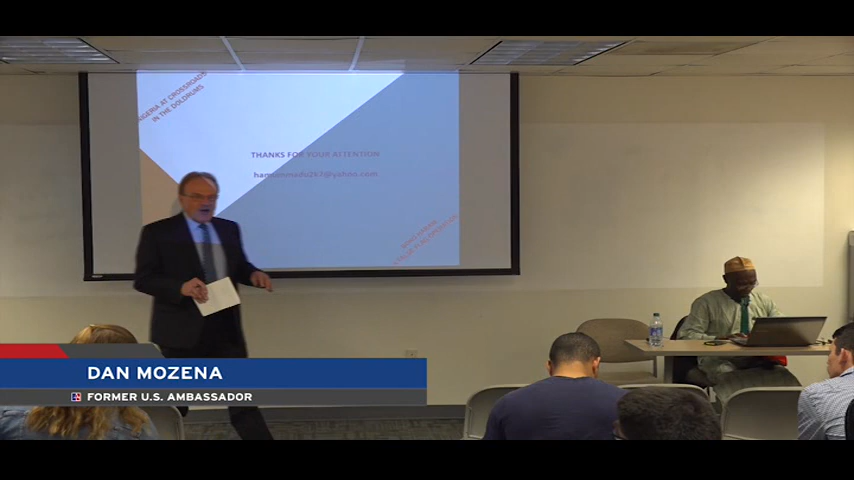 NIGERIA AT CROSSROADS
IN THE DOLDRUMS
THANKS FOR YOUR ATTENTION
DAN MOZENA
FORMER U.S. AMBASSADOR